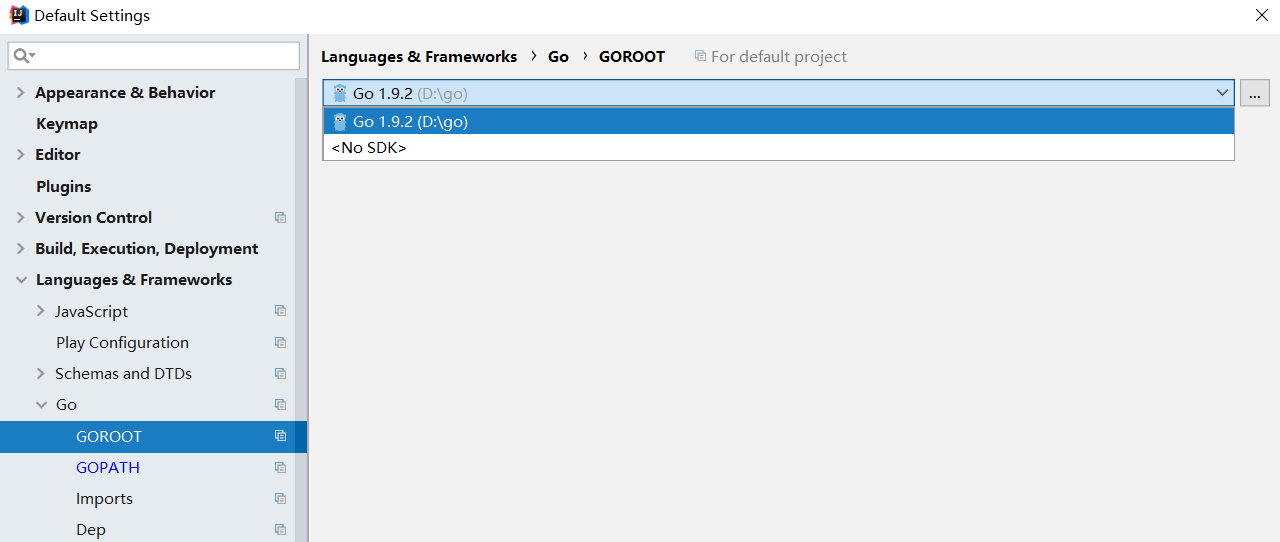 Default Settings
Languages & Frameworks › Go › GOROOT For default project
Appearance & Behavior
Keymap
Editor
Plugins
Version Control
Build, Execution, Deployment
Languages & Frameworks
JavaScript
Play Configuration
Schemas and DTDs
Go
GOROOT
GOPATH
Imports
Dep
Go 1.9.2 (D:\go)
...
Go 1.9.2 (D:\go)
<No SDK>